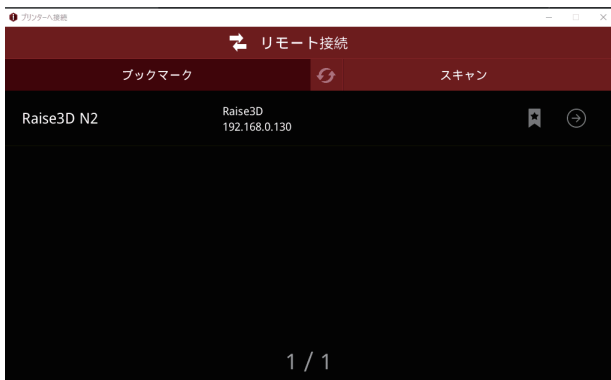 プリンターへ接続
リモート接続
ブックマーク
スキャン
Raise3D N2
Raise3D
192.168.0.130
1 / 1